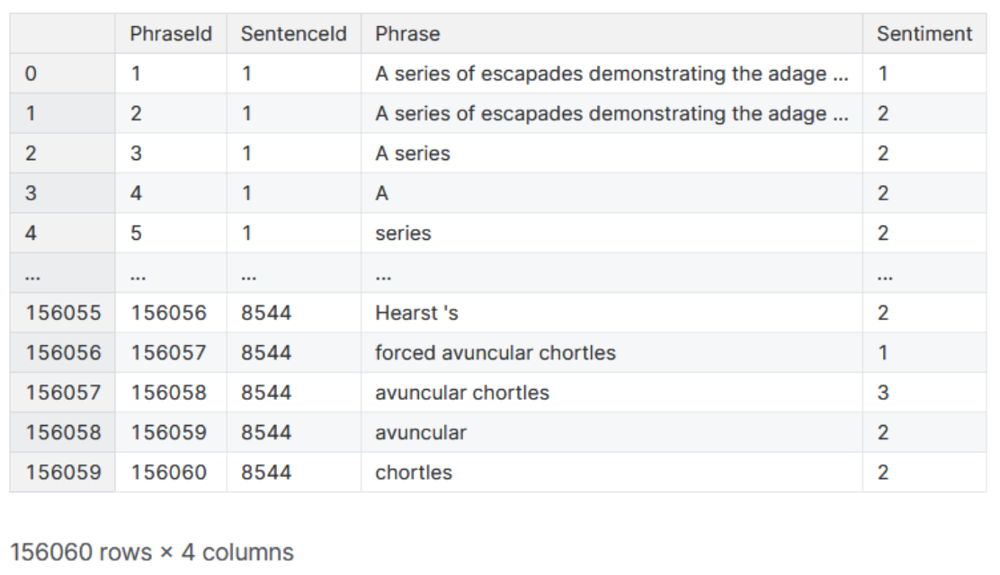 PhraseId SentenceId Phrase Sentiment
0 1 1 A series of escapades demonstrating the adage ... 1
1 2 1 A series of escapades demonstrating the adage ... 2
2 3 1 A series 2
3 4 1 A 2
4 5 1 series 2
... ... ... ... ...
156055 156056 8544 Hearst 's 2
156056 156057 8544 forced avuncular chortles 1
156057 156058 8544 avuncular chortles 3
156058 156059 8544 avuncular 2
156059 156060 8544 chortles 2
156060 rows × 4 columns